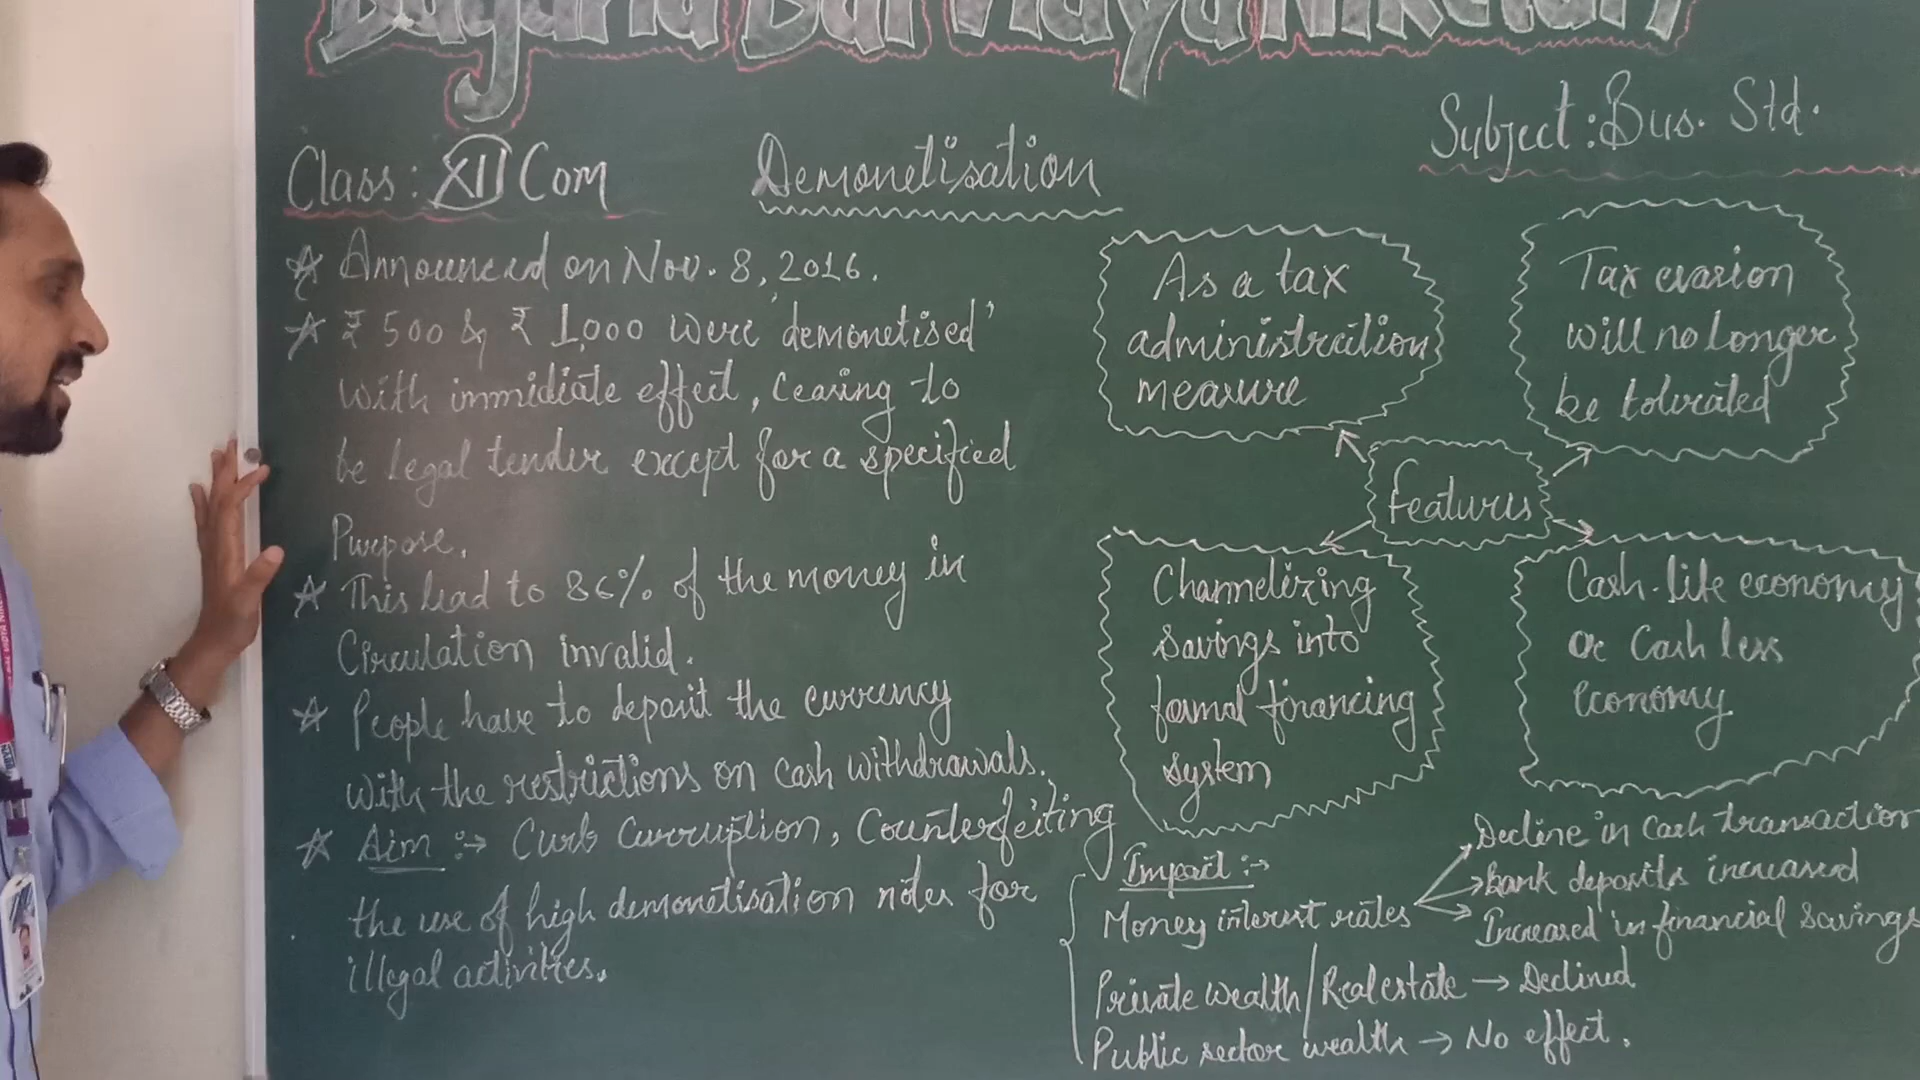 Bagaria Bal Vidya Niketan
Class: XII Com
Demonetisation
Subject: Bus. Std.
☆ Announced on Nov. 8, 2016.
☆ ₹ 500 & ₹ 1,000 were 'demonetised'
with immidiate effect, ceasing to
be legal tender except for a specified
Purpose.
☆ This lead to 86% of the money in
Circulation invalid.
☆ People have to deposit the currency
with the restrictions on cash withdrawals.
☆ Aim :→ Curb Curruption, Counterfeiting
the use of high demonetisation notes for
illegal activities.
As a tax
administration
measure
Tax evasion
will no longer
be tolerated
features
Channelizing
savings into
formal financing
system
Cash-lite economy
or Cash less
economy
Impact :→
Money interest rates
→ Decline in cash transaction
→ bank deposits increased
→ Increased in financial savings
Private wealth / Real estate → Declined
Public sector wealth → No effect.